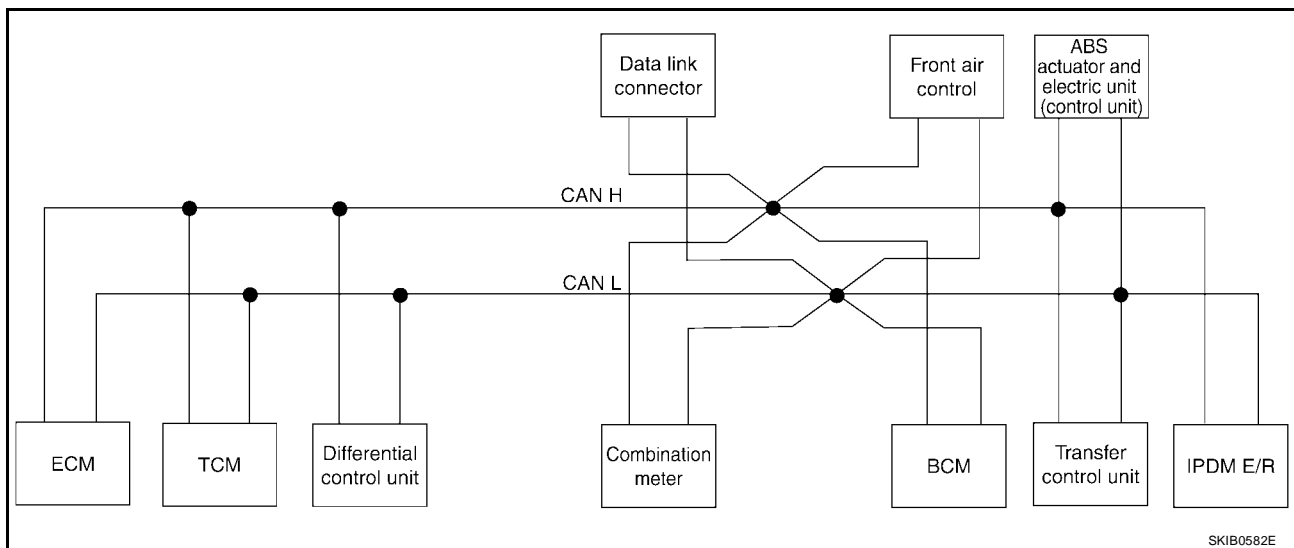 Data link
connector
Front air
control
ABS
actuator and
electric unit
(control unit)
CAN H
CAN L
ECM
TCM
Differential
control unit
Combination
meter
BCM
Transfer
control unit
IPDM E/R
SKIB0582E